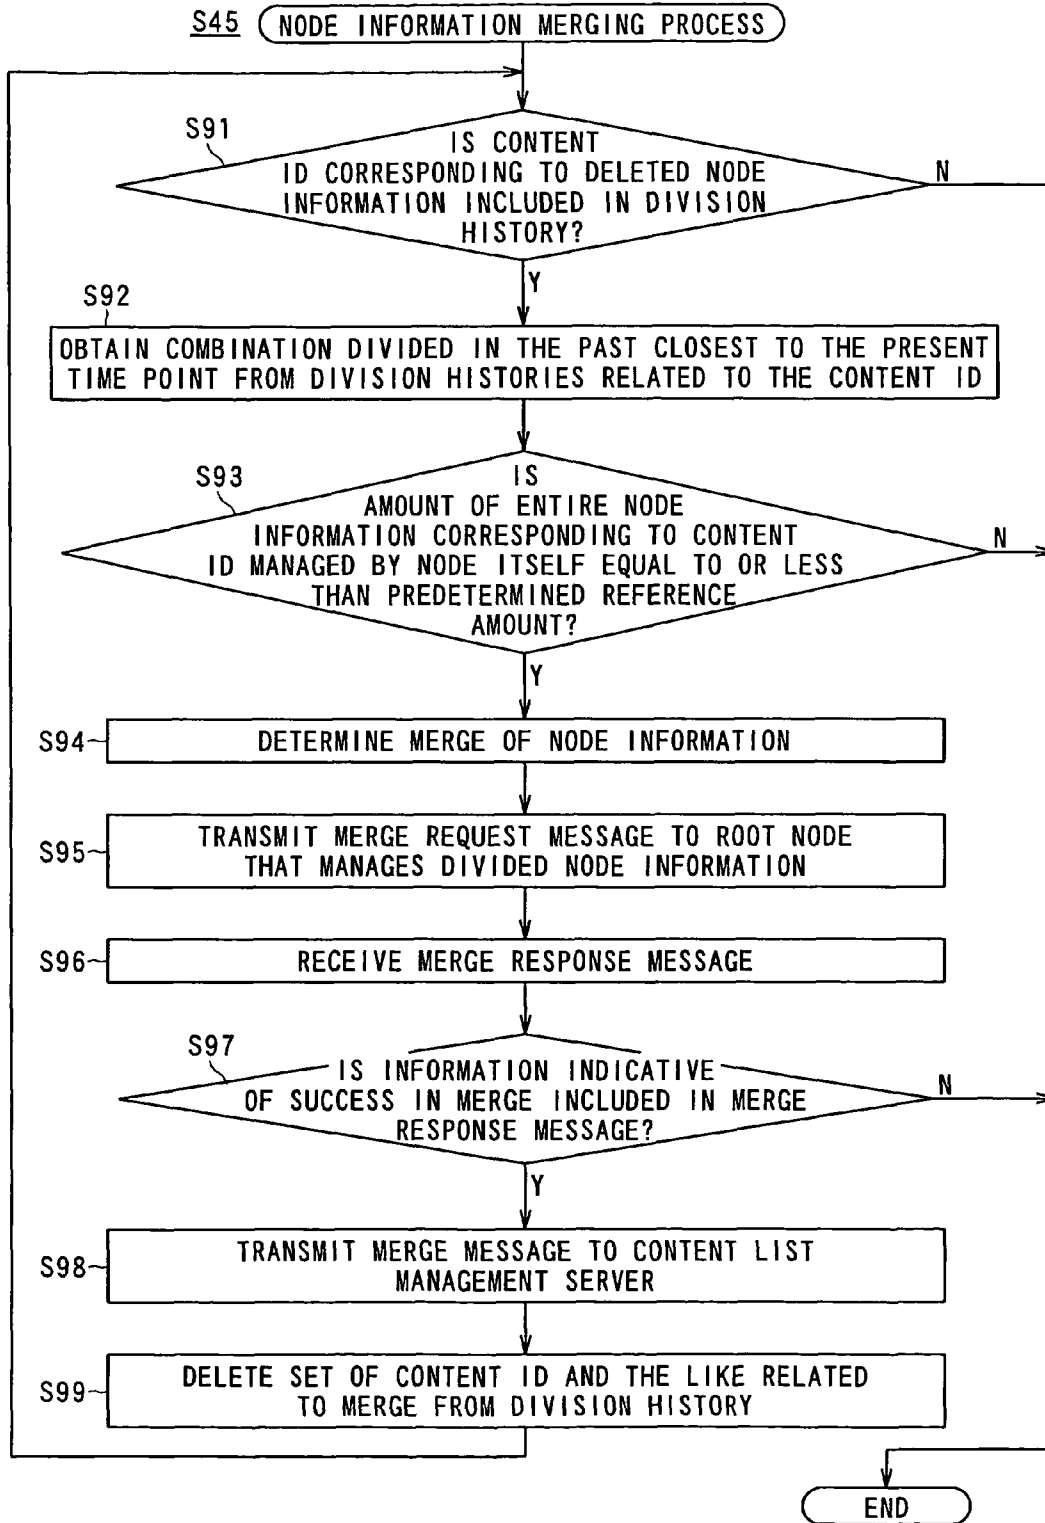 S45 NODE INFORMATION MERGING PROCESS
S91
IS CONTENT
ID CORRESPONDING TO DELETED NODE
INFORMATION INCLUDED IN DIVISION
HISTORY?
N
Y
S92
OBTAIN COMBINATION DIVIDED IN THE PAST CLOSEST TO THE PRESENT
TIME POINT FROM DIVISION HISTORIES RELATED TO THE CONTENT ID
S93
IS
AMOUNT OF ENTIRE NODE
INFORMATION CORRESPONDING TO CONTENT
ID MANAGED BY NODE ITSELF EQUAL TO OR LESS
THAN PREDETERMINED REFERENCE
AMOUNT?
N
Y
S94
DETERMINE MERGE OF NODE INFORMATION
S95
TRANSMIT MERGE REQUEST MESSAGE TO ROOT NODE
THAT MANAGES DIVIDED NODE INFORMATION
S96
RECEIVE MERGE RESPONSE MESSAGE
S97
IS INFORMATION INDICATIVE
OF SUCCESS IN MERGE INCLUDED IN MERGE
RESPONSE MESSAGE?
N
Y
S98
TRANSMIT MERGE MESSAGE TO CONTENT LIST
MANAGEMENT SERVER
S99
DELETE SET OF CONTENT ID AND THE LIKE RELATED
TO MERGE FROM DIVISION HISTORY
END